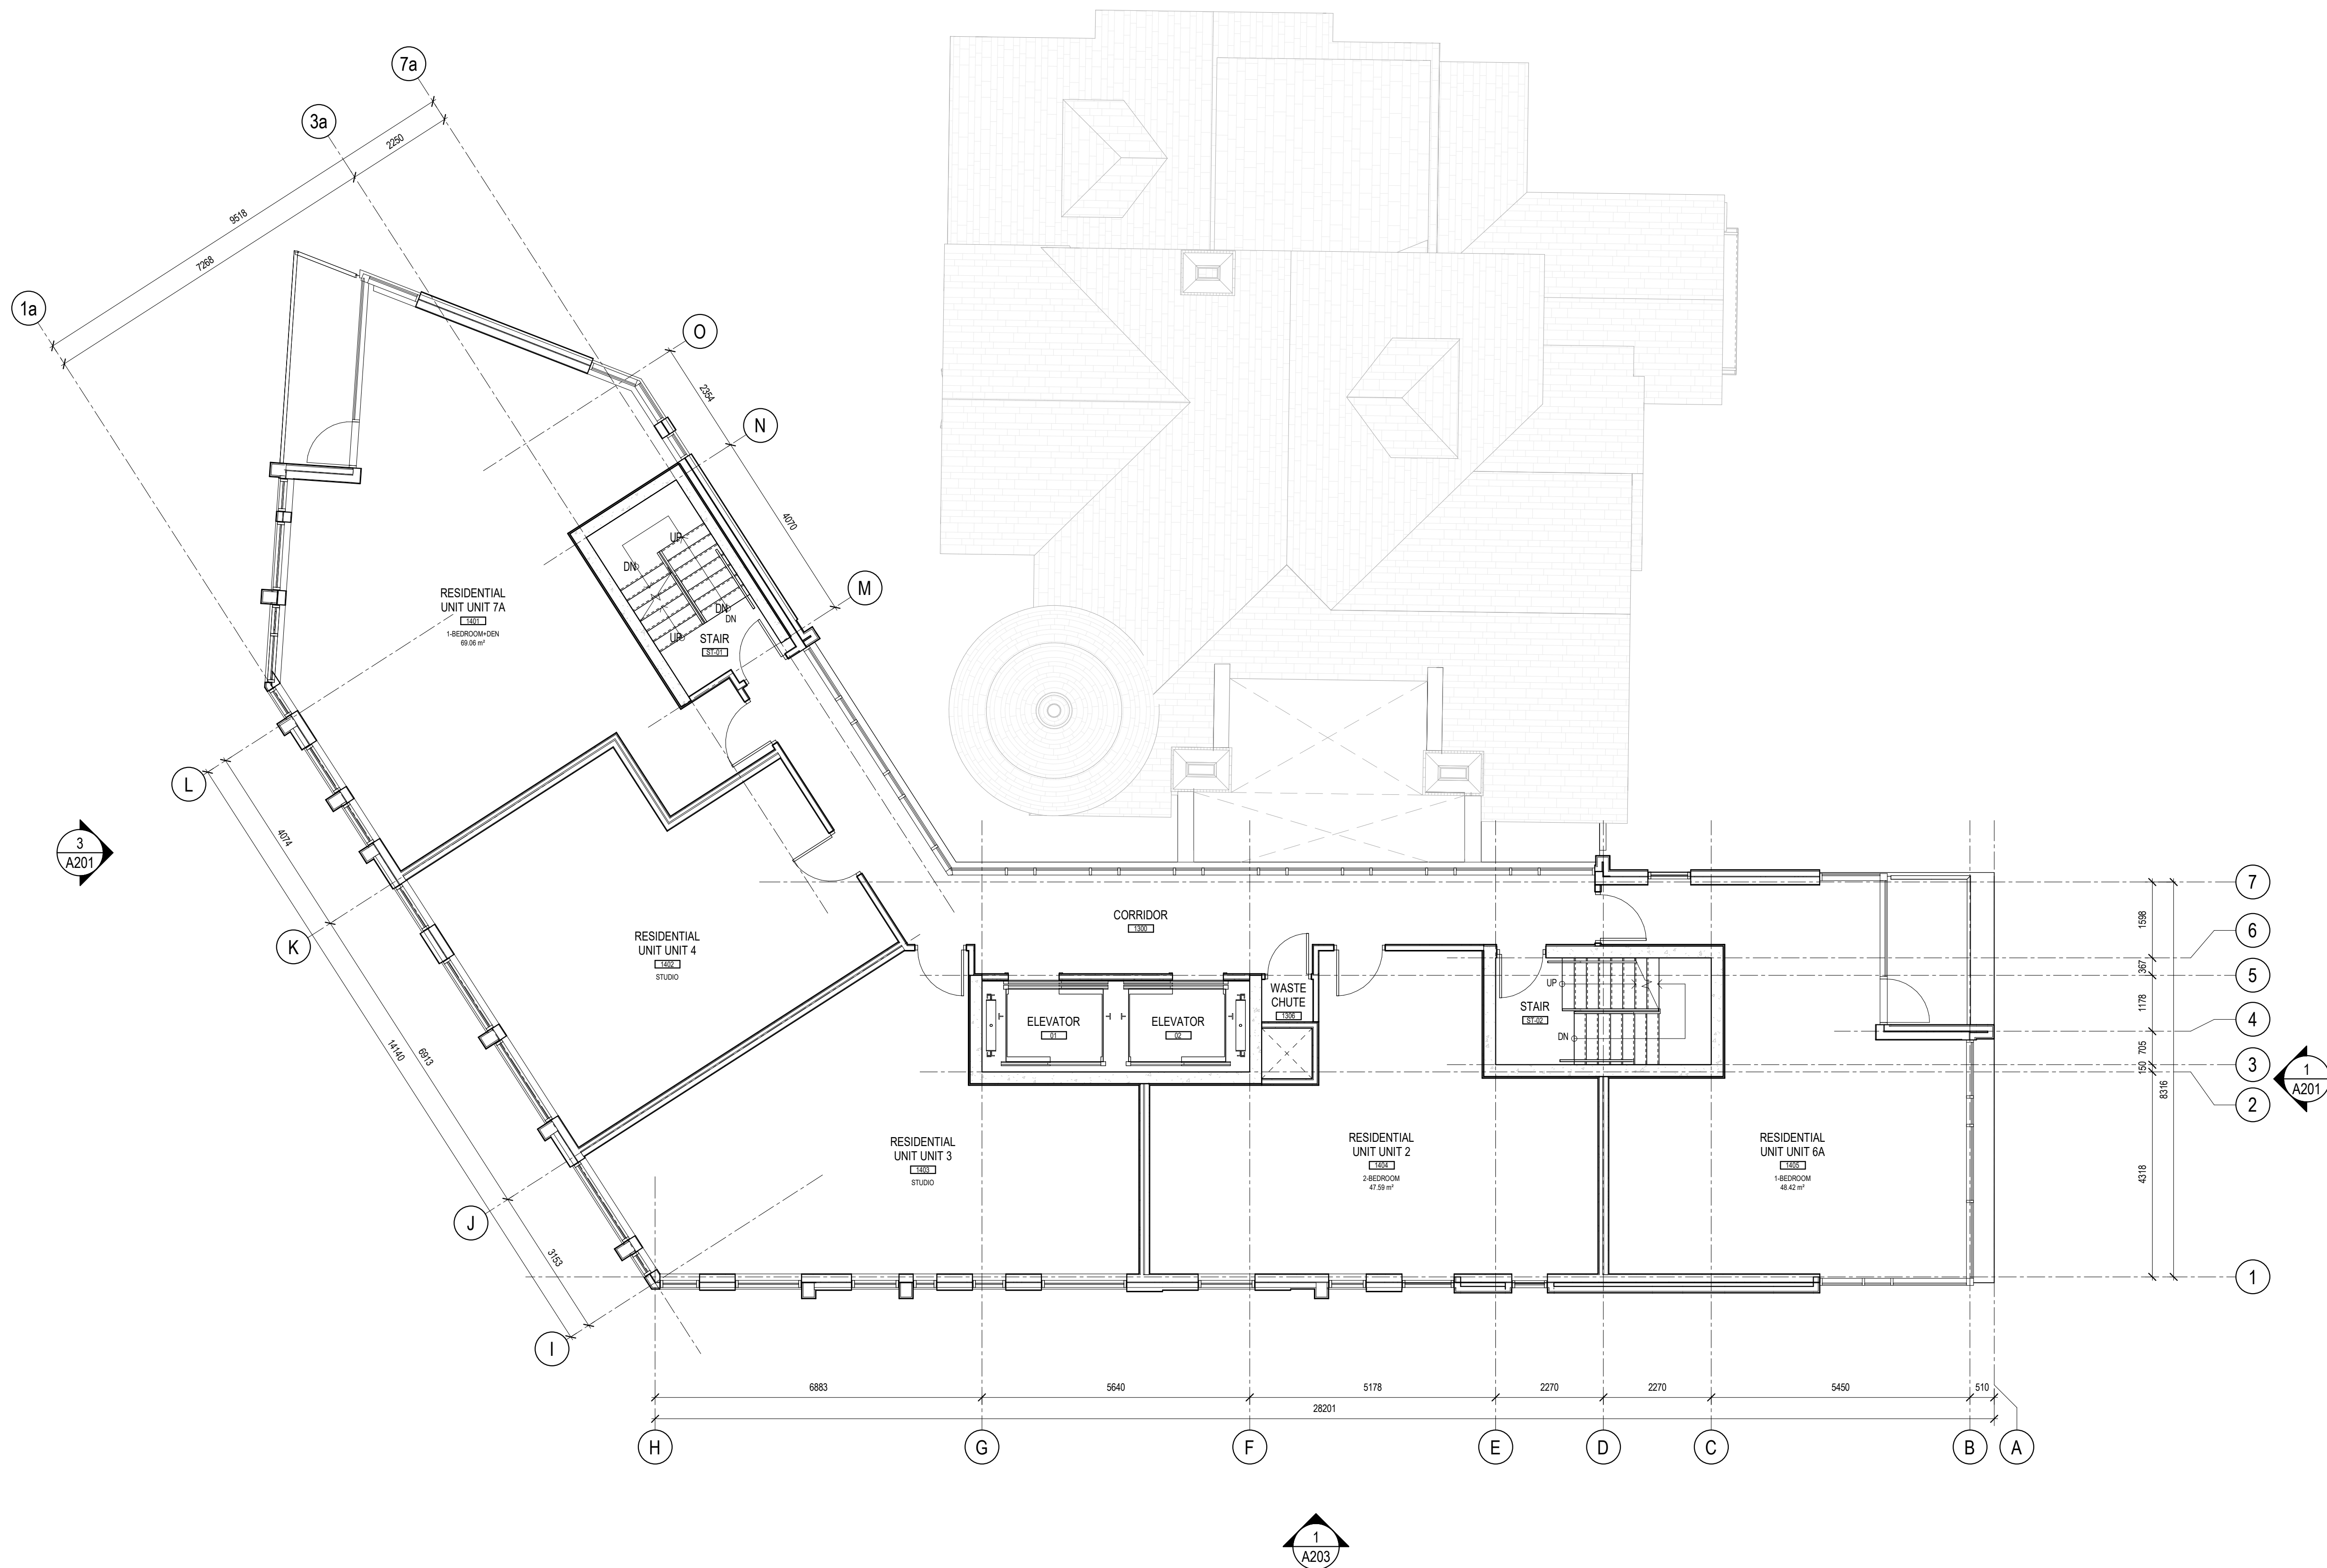 7a
3a
2250
9518
7268
1a
O
2354
N
4070
UP
DN
M
DN
DN
UP
STAIR
ST-01
RESIDENTIAL
UNIT UNIT 7A
1401
1-BEDROOM+DEN
69.06 m²
L
3
A201
4074
K
RESIDENTIAL
UNIT UNIT 4
1402
STUDIO
CORRIDOR
1300
7
1598
6
367
5
1178
4
705
3
150
2
8316
4318
1
1
A201
WASTE
CHUTE
1306
ELEVATOR
01
ELEVATOR
02
UP
STAIR
ST-02
DN
14140
6913
RESIDENTIAL
UNIT UNIT 3
1403
STUDIO
RESIDENTIAL
UNIT UNIT 2
1404
2-BEDROOM
47.59 m²
RESIDENTIAL
UNIT UNIT 6A
1405
1-BEDROOM
48.42 m²
J
3153
I
6883
5640
5178
2270
2270
5450
510
28201
H
G
F
E
D
C
B
A
1
A203